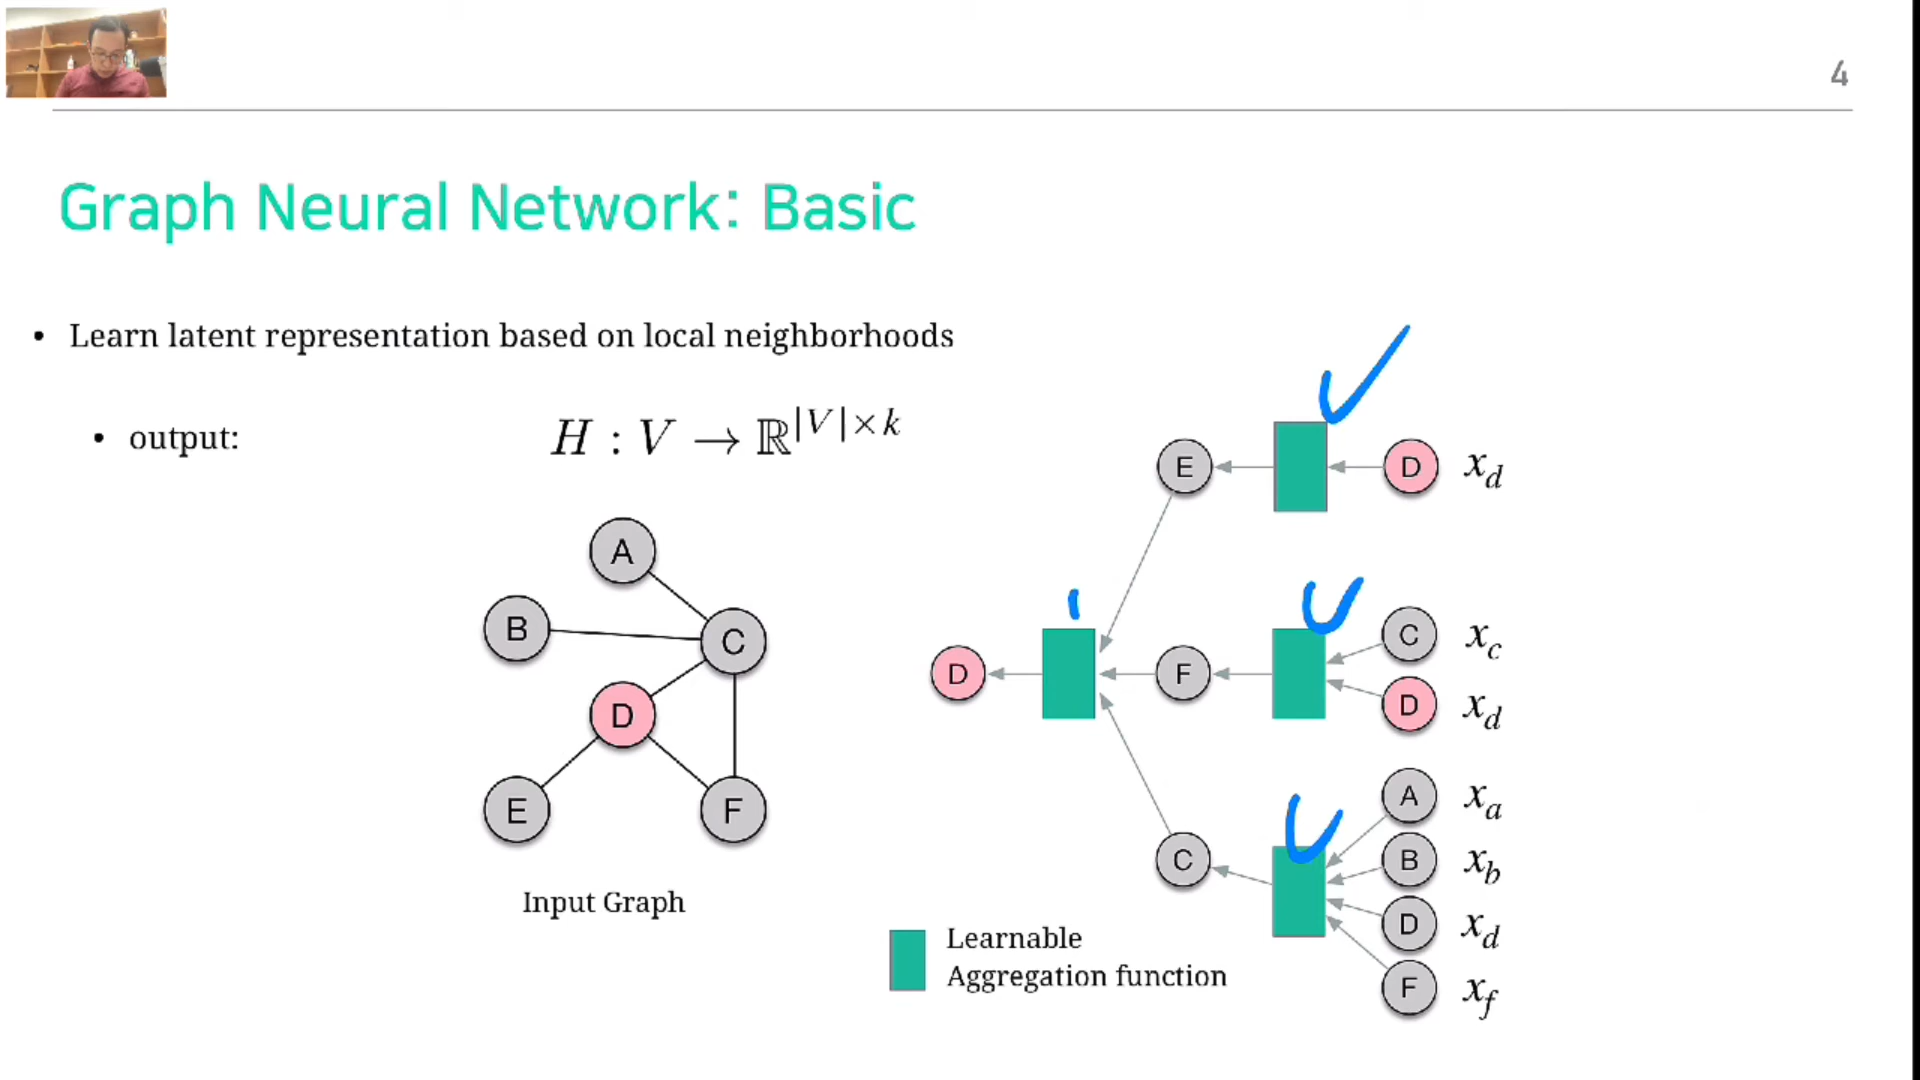 4
Graph Neural Network: Basic
• Learn latent representation based on local neighborhoods
• output: H : V → ℝ^{|V|×k}
A
B
C
D
E
F
Input Graph
E D x_d
D F C x_c
D x_d
C A x_a
B x_b
D x_d
F x_f
Learnable
Aggregation function